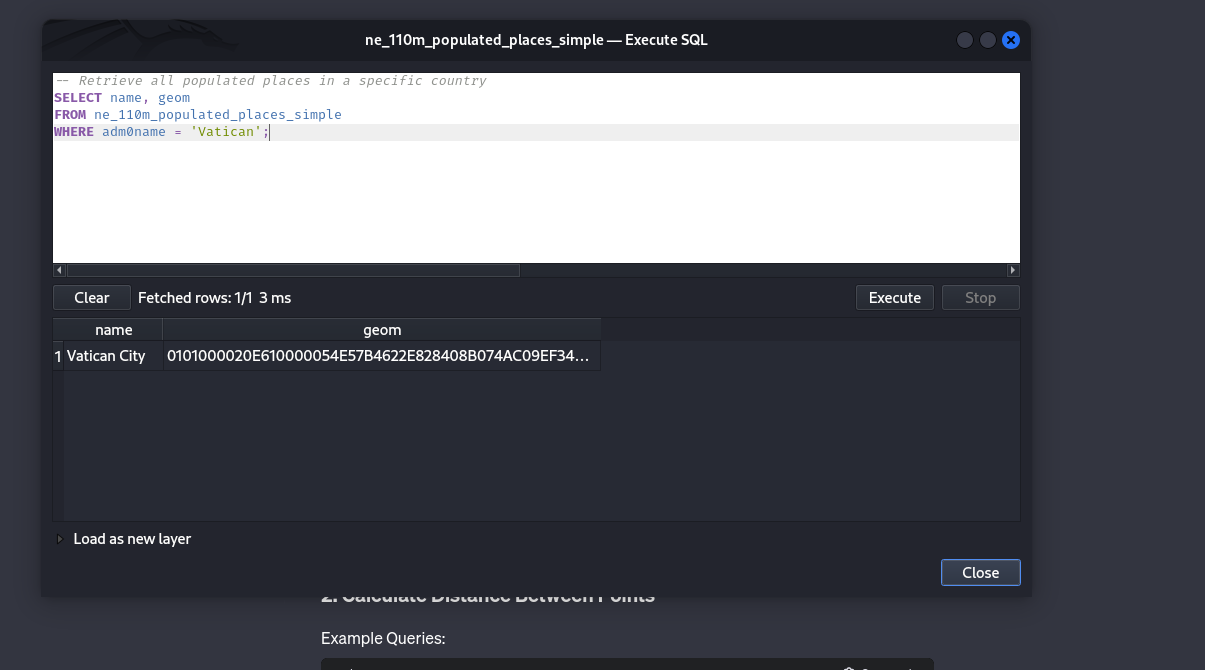 ne_110m_populated_places_simple — Execute SQL
-- Retrieve all populated places in a specific country
SELECT name, geom
FROM ne_110m_populated_places_simple
WHERE adm0name = 'Vatican';
Clear Fetched rows: 1/1 3 ms Execute Stop
name geom
1 Vatican City 0101000020E610000054E57B4622E828408B074AC09EF34...
Load as new layer
Close
2. Calculate Distance Between Points
Example Queries: